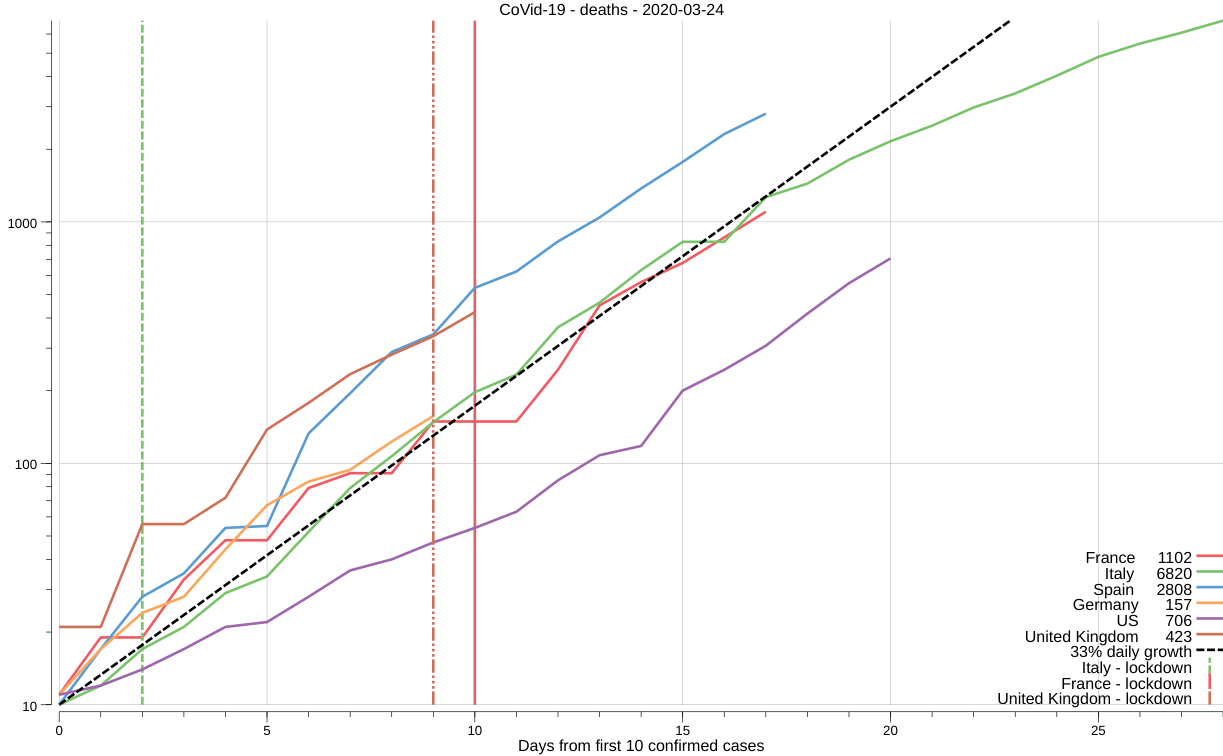 CoVid-19 - deaths - 2020-03-24
1000
100
10
France 1102
Italy 6820
Spain 2808
Germany 157
US 706
United Kingdom 423
33% daily growth
Italy - lockdown
France - lockdown
United Kingdom - lockdown
0 5 10 15 20 25
Days from first 10 confirmed cases